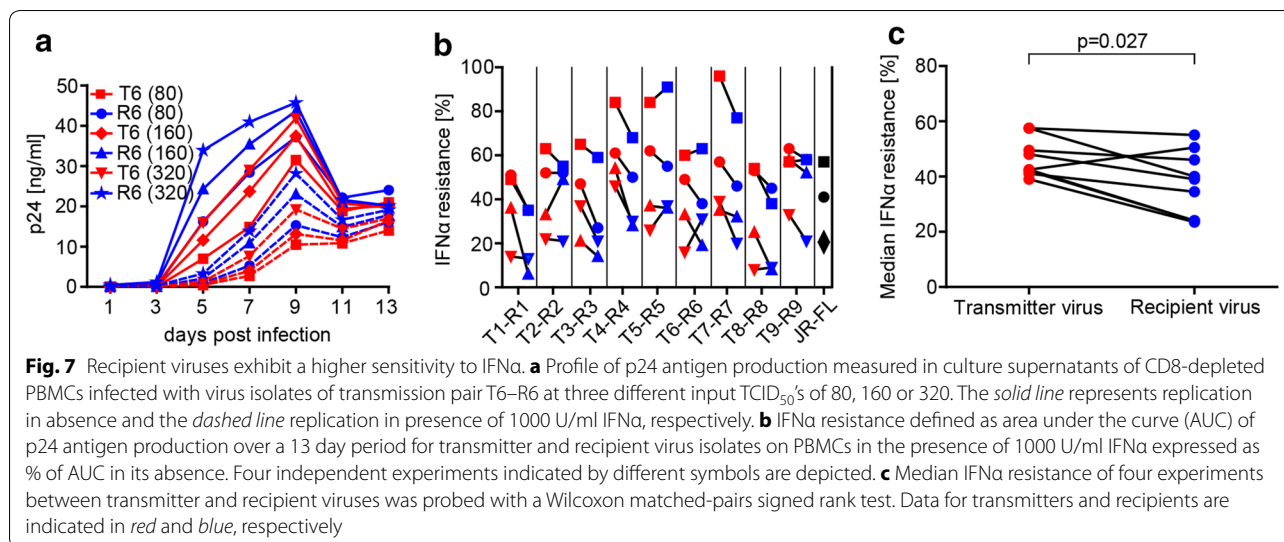 a
p24 [ng/ml]
50
40
30
20
10
0
T6 (80)
R6 (80)
T6 (160)
R6 (160)
T6 (320)
R6 (320)
1 3 5 7 9 11 13
days post infection
b
IFNα resistance [%]
100
80
60
40
20
0
T1-R1
T2-R2
T3-R3
T4-R4
T5-R5
T6-R6
T7-R7
T8-R8
T9-R9
JR-FL
c
p=0.027
Median IFNα resistance [%]
80
60
40
20
0
Transmitter virus
Recipient virus
Fig. 7 Recipient viruses exhibit a higher sensitivity to IFNα. a Profile of p24 antigen production measured in culture supernatants of CD8-depleted
PBMCs infected with virus isolates of transmission pair T6–R6 at three different input TCID50's of 80, 160 or 320. The solid line represents replication
in absence and the dashed line replication in presence of 1000 U/ml IFNα, respectively. b IFNα resistance defined as area under the curve (AUC) of
p24 antigen production over a 13 day period for transmitter and recipient virus isolates on PBMCs in the presence of 1000 U/ml IFNα expressed as
% of AUC in its absence. Four independent experiments indicated by different symbols are depicted. c Median IFNα resistance of four experiments
between transmitter and recipient viruses was probed with a Wilcoxon matched-pairs signed rank test. Data for transmitters and recipients are
indicated in red and blue, respectively